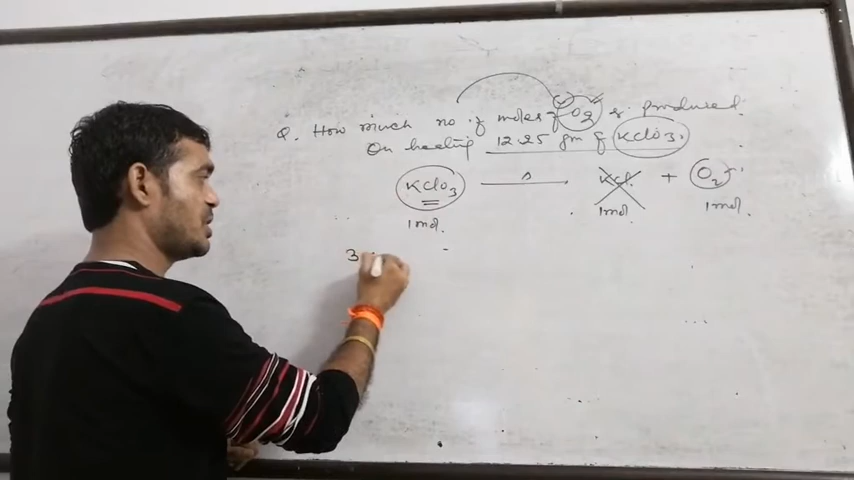 Q. How much no. of moles of O2 is produced
On heating 12.25 gm of KClO3.
KClO3 Δ KCl + O2
1mol. 1mol. 1mol.
3